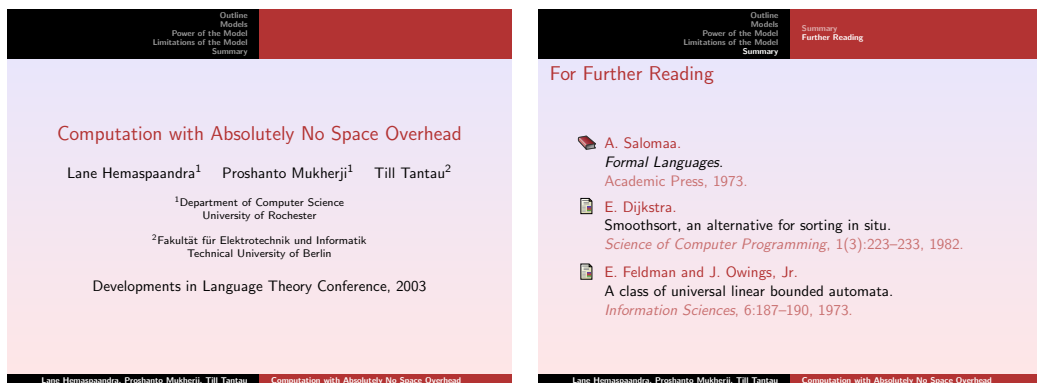 Outline
Models
Power of the Model
Limitations of the Model
Summary
Computation with Absolutely No Space Overhead
Lane Hemaspaandra¹ Proshanto Mukherji¹ Till Tantau²
¹Department of Computer Science
University of Rochester
²Fakultät für Elektrotechnik und Informatik
Technical University of Berlin
Developments in Language Theory Conference, 2003
Lane Hemaspaandra, Proshanto Mukherji, Till Tantau Computation with Absolutely No Space Overhead
Outline
Models
Power of the Model
Limitations of the Model
Summary
Summary
Further Reading
For Further Reading
A. Salomaa.
Formal Languages.
Academic Press, 1973.
E. Dijkstra.
Smoothsort, an alternative for sorting in situ.
Science of Computer Programming, 1(3):223–233, 1982.
E. Feldman and J. Owings, Jr.
A class of universal linear bounded automata.
Information Sciences, 6:187–190, 1973.
Lane Hemaspaandra, Proshanto Mukherji, Till Tantau Computation with Absolutely No Space Overhead